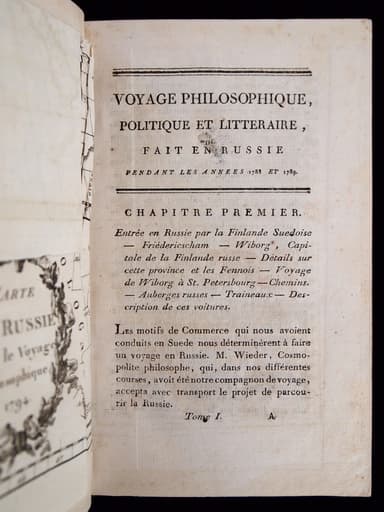 VOYAGE PHILOSOPHIQUE,
POLITIQUE ET LITTERAIRE,
FAIT EN RUSSIE
PENDANT LES ANNEES 1788 ET 1789.
CHAPITRE PREMIER.
Entrée en Russie par la Finlande Suedoise
— Friédericscham — Wiborg*, Capi-
tale de la Finlande russe — Détails sur
cette province et les Fennois — Voyage
de Wiborg à St. Petersbourg — Chemins.
— Auberges russes — Traineaux — Des-
cription de ces voitures.
Les motifs de Commerce qui nous avoient
conduits en Suede nous déterminèrent à faire
un voyage en Russie. M. Wieder, Cosmo-
polite philosophe, qui, dans nos différentes
courses, avoit été notre compagnon de voyage,
accepta avec transport le projet de parcou-
rir la Russie.
Tome I. A
CARTE
RUSSIE
le Voyage
1794